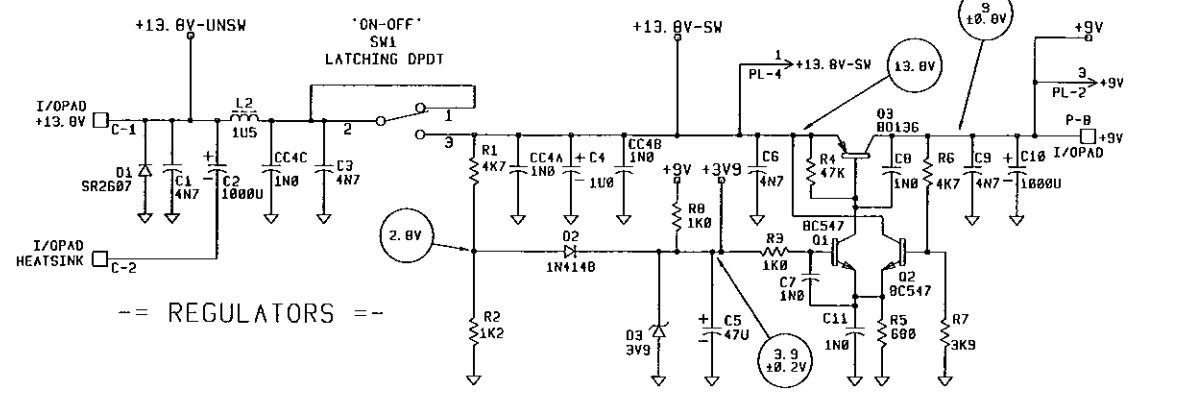 +13.8V-UNSW
'ON-OFF'
SW1
LATCHING DPDT
+13.8V-SW
1
PL-4
+13.8V-SW
13.8V
9
±0.8V
+9V
3
PL-2
+9V
P-8
+9V
I/OPAD
I/OPAD
+13.8V
C-1
L2
1U5
2
1
3
D1
SR2607
C1
4N7
+
-
C2
1000U
CC4C
1N0
C3
4N7
R1
4K7
CC4A
1N0
+
-
C4
1U0
CC4B
1N0
+9V
+3V9
C6
4N7
R4
47K
Q3
BD136
C8
1N0
R6
4K7
C9
4N7
+
-
C10
1000U
R8
1K0
I/OPAD
HEATSINK
C-2
2.8V
D2
1N4148
R3
1K0
BC547
Q1
Q2
BC547
C7
1N0
-= REGULATORS =-
R2
1K2
D3
3V9
+
-
C5
47U
3.9
±0.2V
C11
1N0
R5
680
R7
3K9